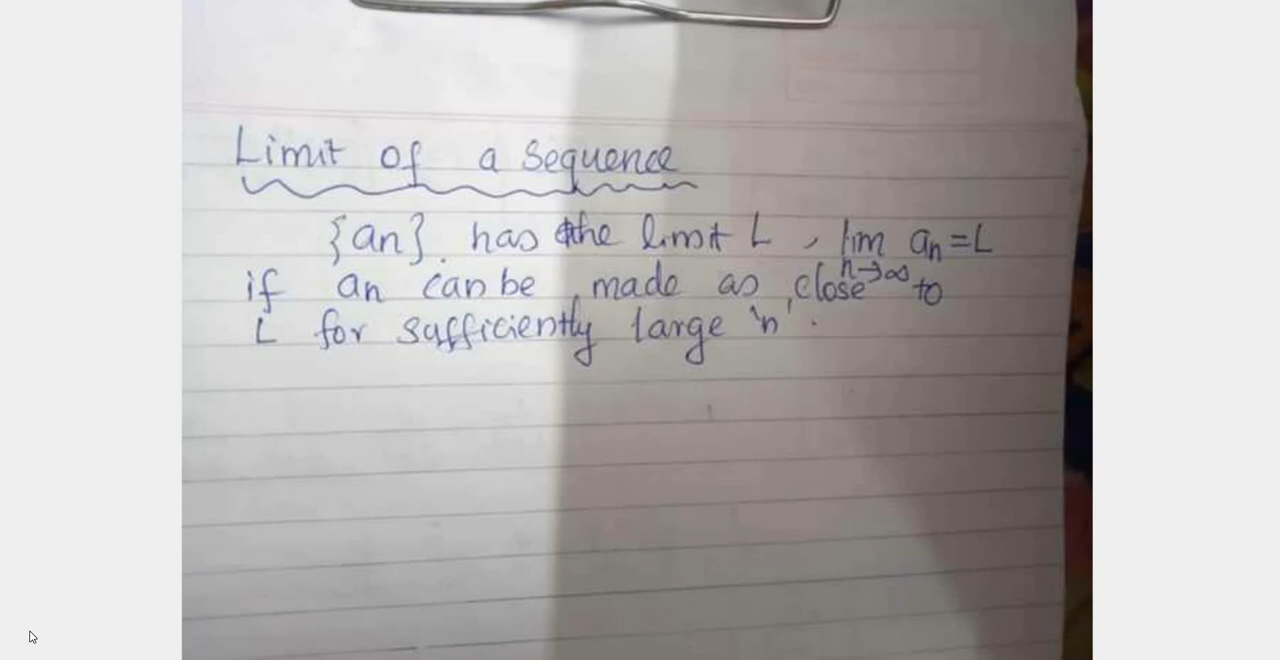 Limit of a Sequence
{an} has the limit L, lim n→∞ an = L
if an can be made as close to
L for sufficiently large 'n'.